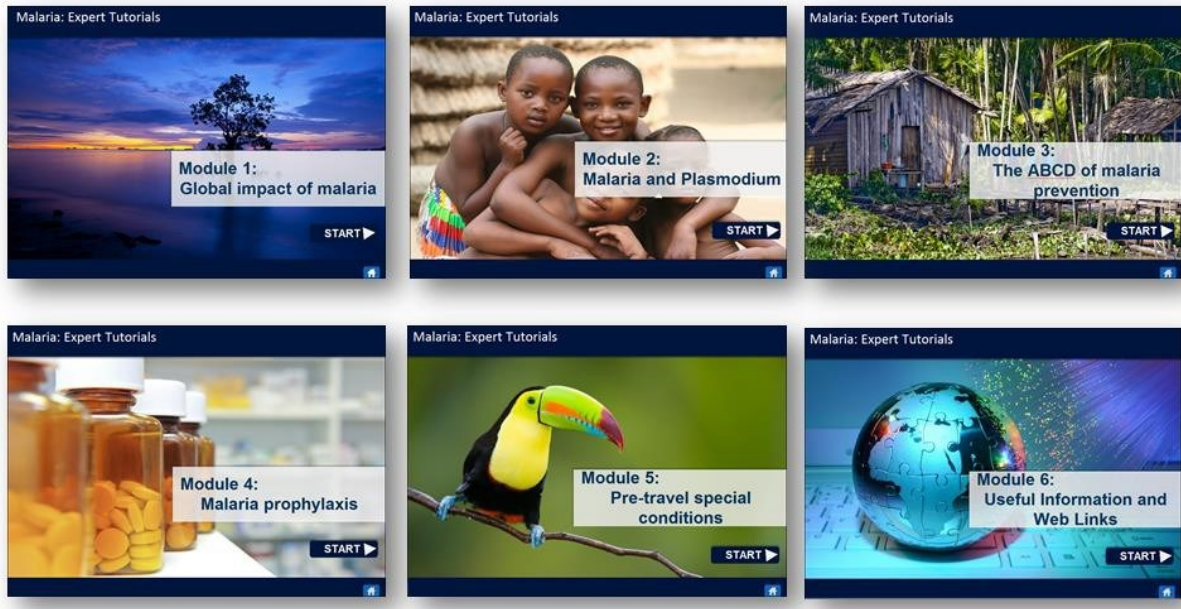 Malaria: Expert Tutorials
Module 1:
Global impact of malaria
START
Malaria: Expert Tutorials
Module 2:
Malaria and Plasmodium
START
Malaria: Expert Tutorials
Module 3:
The ABCD of malaria
prevention
START
Malaria: Expert Tutorials
Module 4:
Malaria prophylaxis
START
Malaria: Expert Tutorials
Module 5:
Pre-travel special
conditions
START
Malaria: Expert Tutorials
Module 6:
Useful Information and
Web Links
START